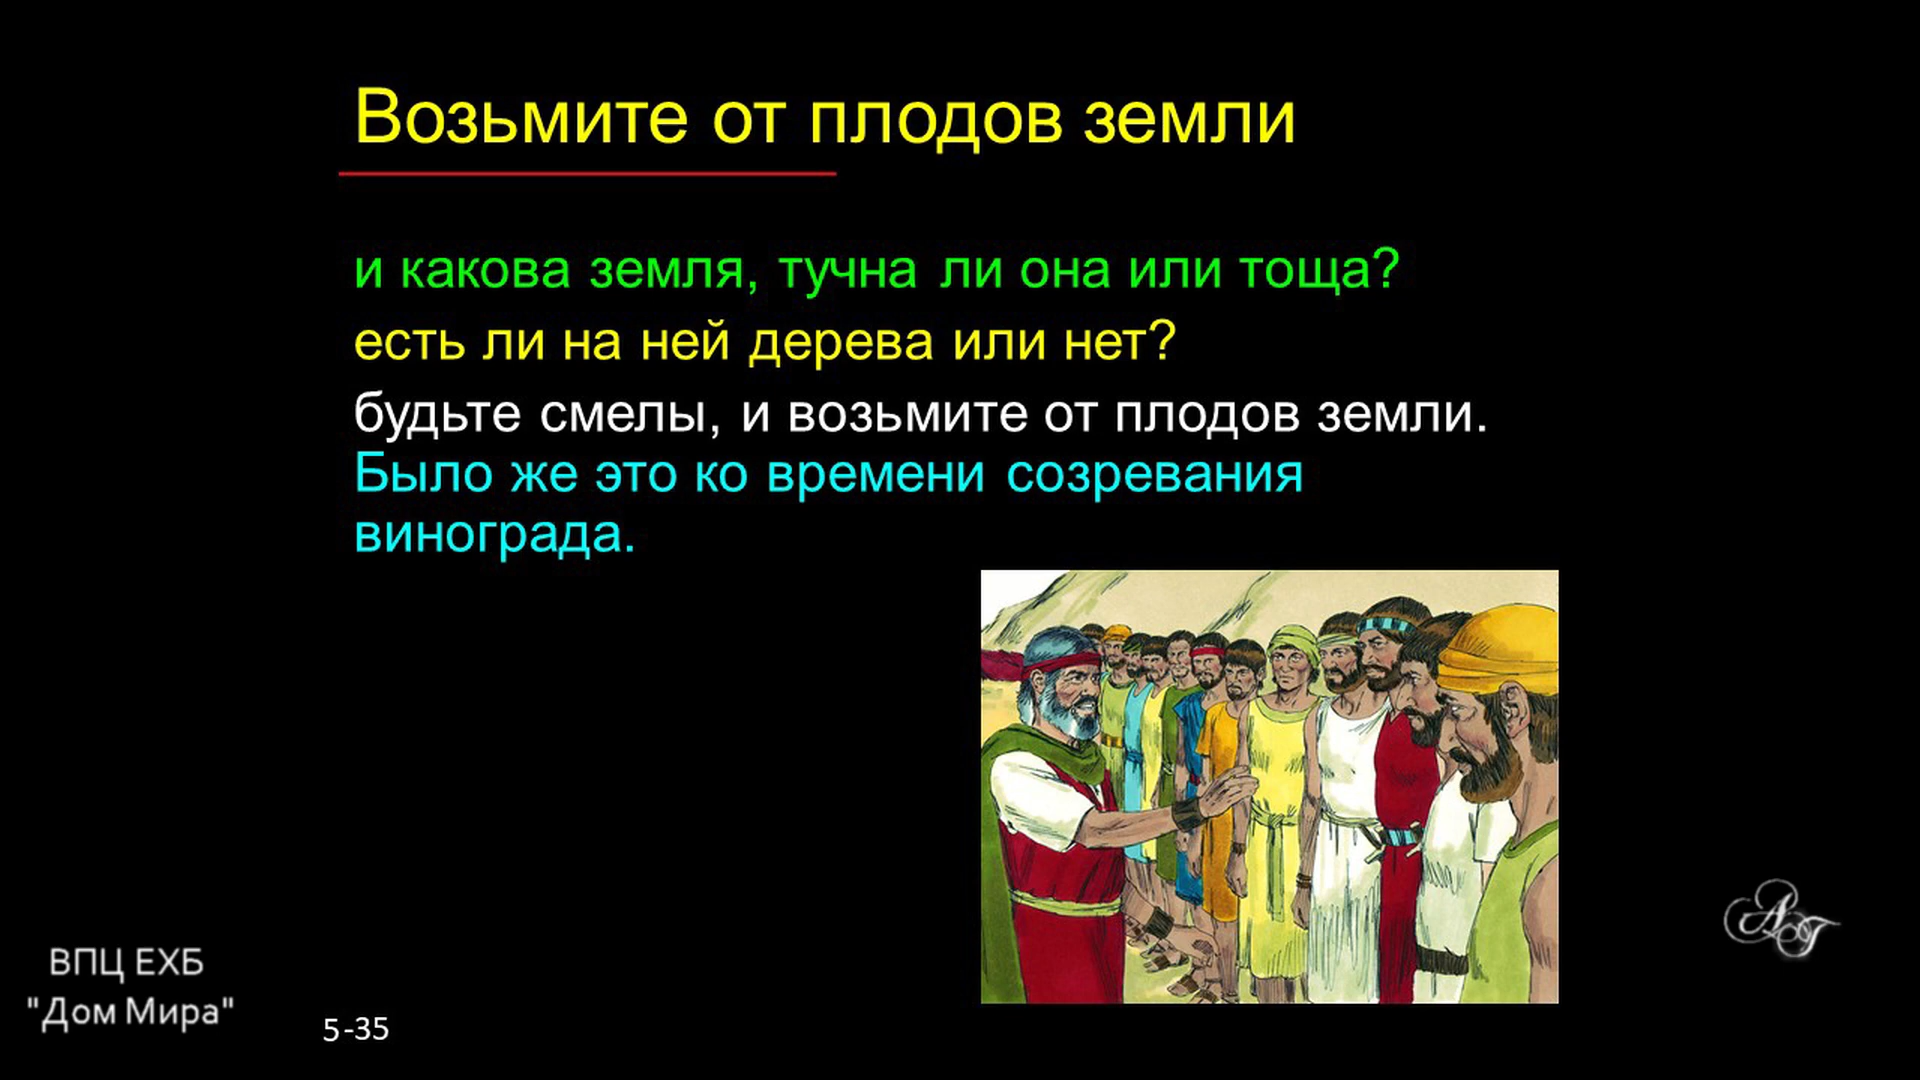 Возьмите от плодов земли
и какова земля, тучна ли она или тоща?
есть ли на ней дерева или нет?
будьте смелы, и возьмите от плодов земли.
Было же это ко времени созревания
винограда.
ВПЦ ЕХБ
"Дом Мира"
5-35
АГ